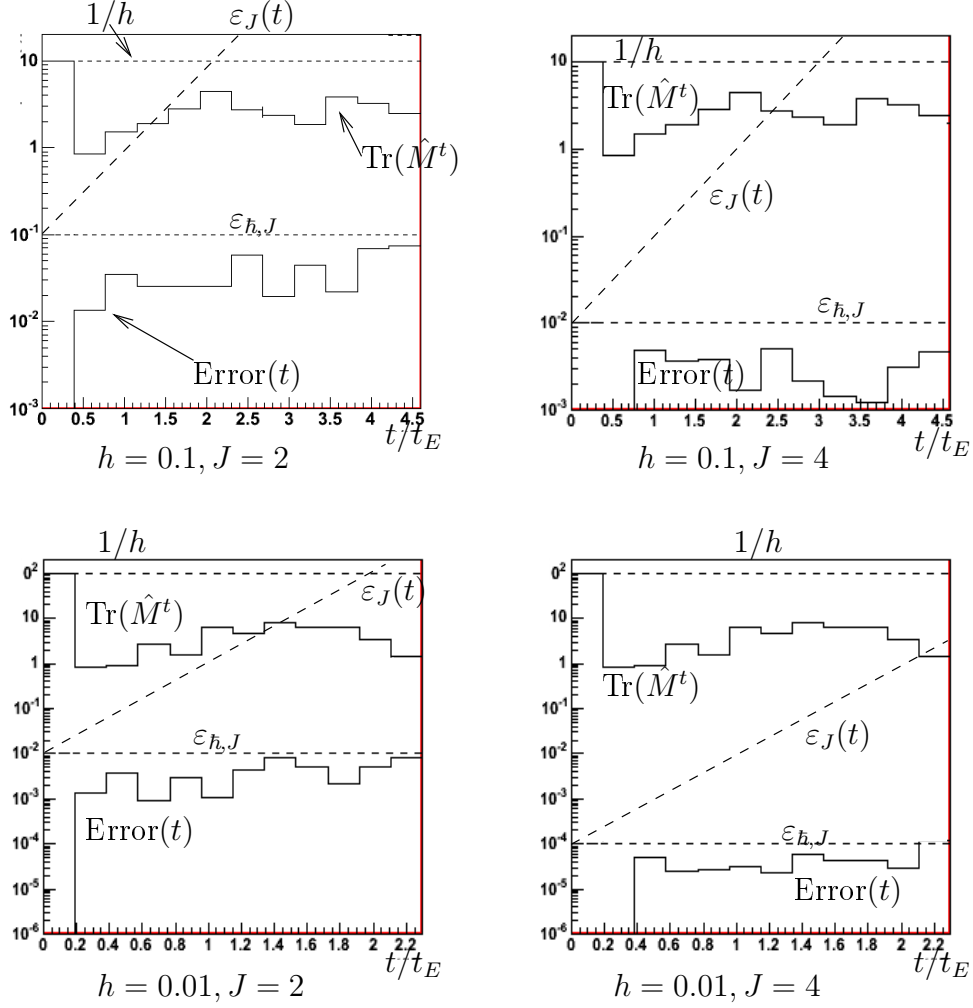 1/h
ε_J(t)
10
1
10^-1
10^-2
10^-3
Tr(M̂^t)
ε_ħ,J
Error(t)
0 0.5 1 1.5 2 2.5 3 3.5 4 4.5
t/t_E
h = 0.1, J = 2
1/h
10
1
10^-1
10^-2
10^-3
Tr(M̂^t)
ε_J(t)
ε_ħ,J
Error(t)
0 0.5 1 1.5 2 2.5 3 3.5 4 4.5
t/t_E
h = 0.1, J = 4
1/h
0^2
10
1
10^-1
10^-2
10^-3
10^-4
10^-5
10^-6
ε_J(t)
Tr(M̂^t)
ε_ħ,J
Error(t)
0 0.2 0.4 0.6 0.8 1 1.2 1.4 1.6 1.8 2 2.2
t/t_E
h = 0.01, J = 2
1/h
0^2
10
1
10^-1
10^-2
10^-3
10^-4
10^-5
10^-6
Tr(M̂^t)
ε_J(t)
ε_ħ,J
Error(t)
0 0.2 0.4 0.6 0.8 1 1.2 1.4 1.6 1.8 2 2.2
t/t_E
h = 0.01, J = 4